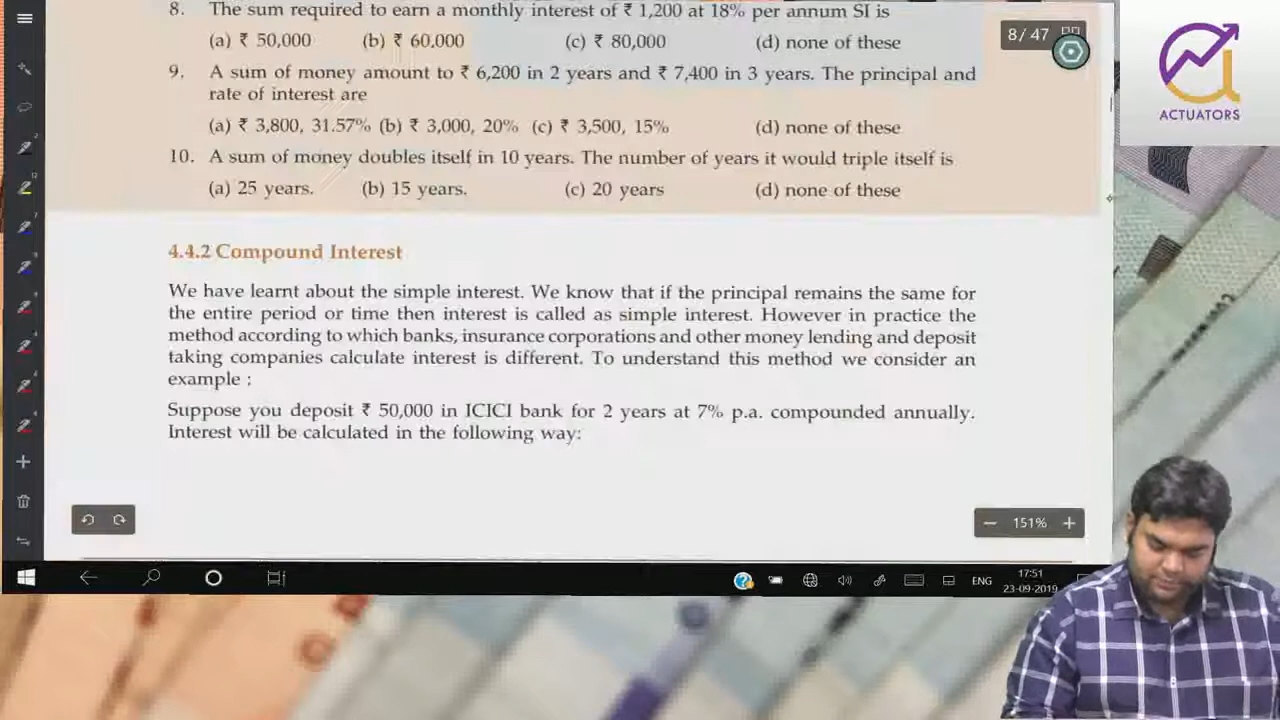 8. The sum required to earn a monthly interest of ₹ 1,200 at 18% per annum SI is
(a) ₹ 50,000 (b) ₹ 60,000 (c) ₹ 80,000 (d) none of these
9. A sum of money amount to ₹ 6,200 in 2 years and ₹ 7,400 in 3 years. The principal and
rate of interest are
(a) ₹ 3,800, 31.57% (b) ₹ 3,000, 20% (c) ₹ 3,500, 15% (d) none of these
10. A sum of money doubles itself in 10 years. The number of years it would triple itself is
(a) 25 years. (b) 15 years. (c) 20 years (d) none of these
4.4.2 Compound Interest
We have learnt about the simple interest. We know that if the principal remains the same for
the entire period or time then interest is called as simple interest. However in practice the
method according to which banks, insurance corporations and other money lending and deposit
taking companies calculate interest is different. To understand this method we consider an
example :
Suppose you deposit ₹ 50,000 in ICICI bank for 2 years at 7% p.a. compounded annually.
Interest will be calculated in the following way:
8 / 47
ACTUATORS
151%
ENG
17:51
23-09-2019